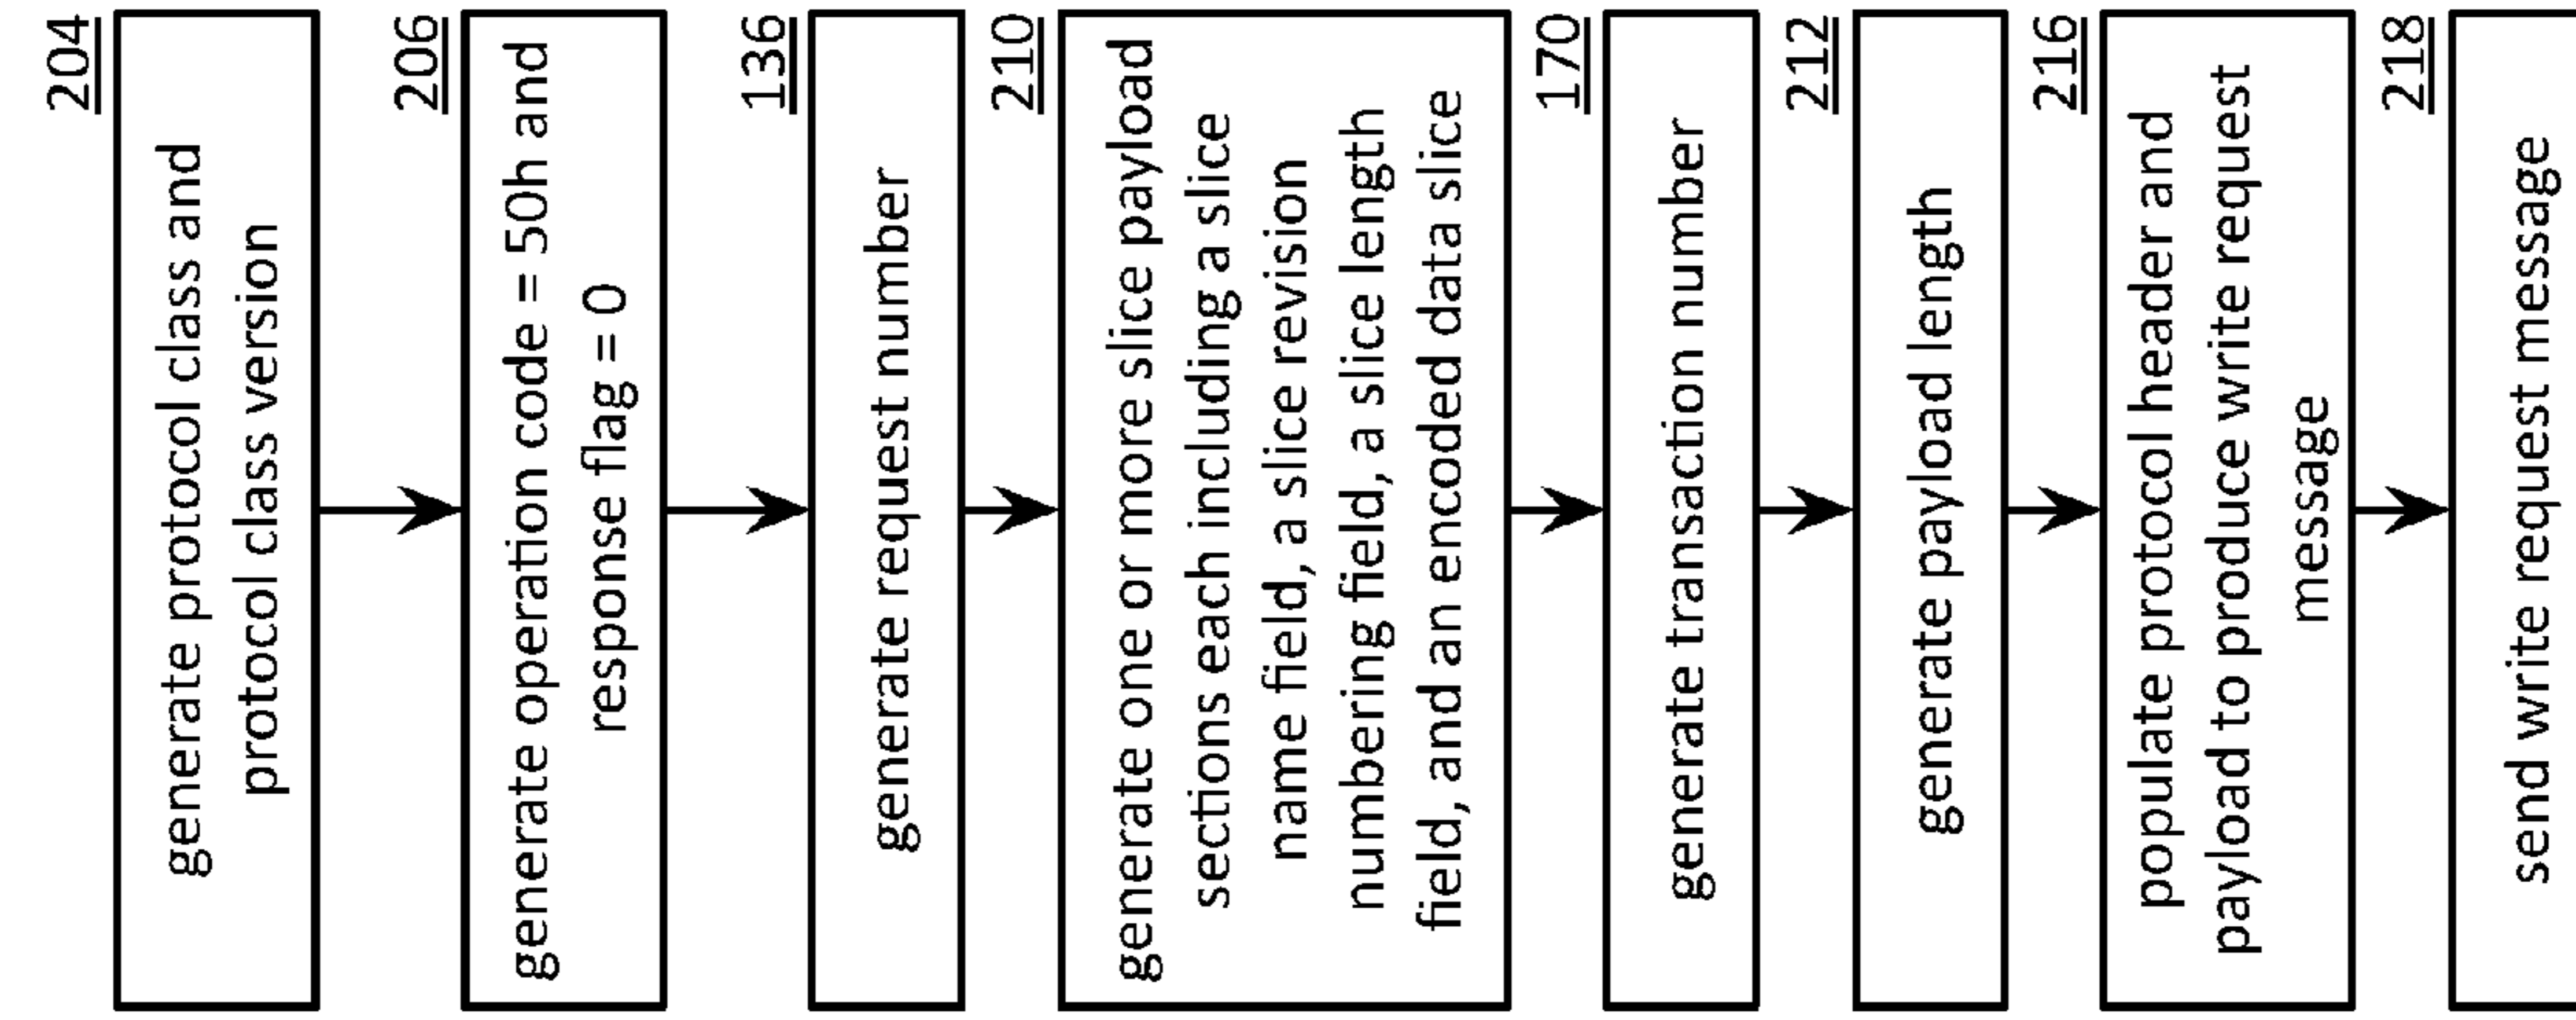 204
generate protocol class and
protocol class version
206
generate operation code = 50h and
response flag = 0
136
generate request number
210
generate one or more slice payload
sections each including a slice
name field, a slice revision
numbering field, a slice length
field, and an encoded data slice
170
generate transaction number
212
generate payload length
216
populate protocol header and
payload to produce write request
message
218
send write request message